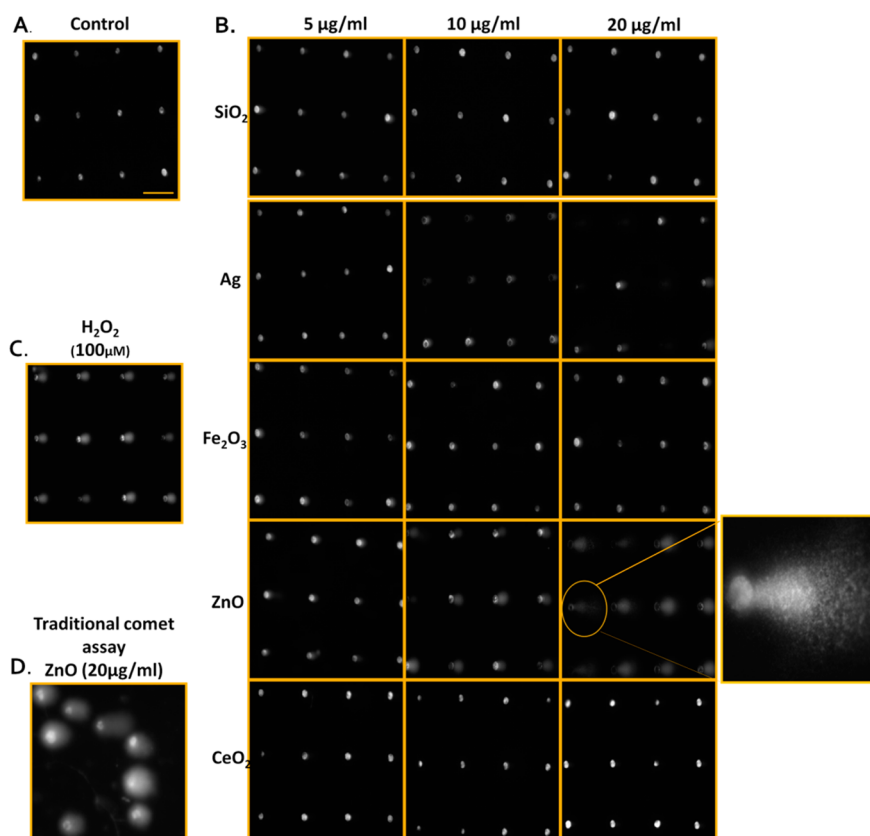 A. Control
B.
5 µg/ml 10 µg/ml 20 µg/ml
SiO₂
Ag
C. H₂O₂
(100µM)
Fe₂O₃
ZnO
Traditional comet
assay
D. ZnO (20µg/ml)
CeO₂